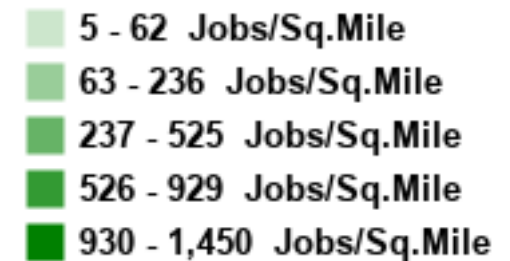 5 - 62 Jobs/Sq.Mile
63 - 236 Jobs/Sq.Mile
237 - 525 Jobs/Sq.Mile
526 - 929 Jobs/Sq.Mile
930 - 1,450 Jobs/Sq.Mile